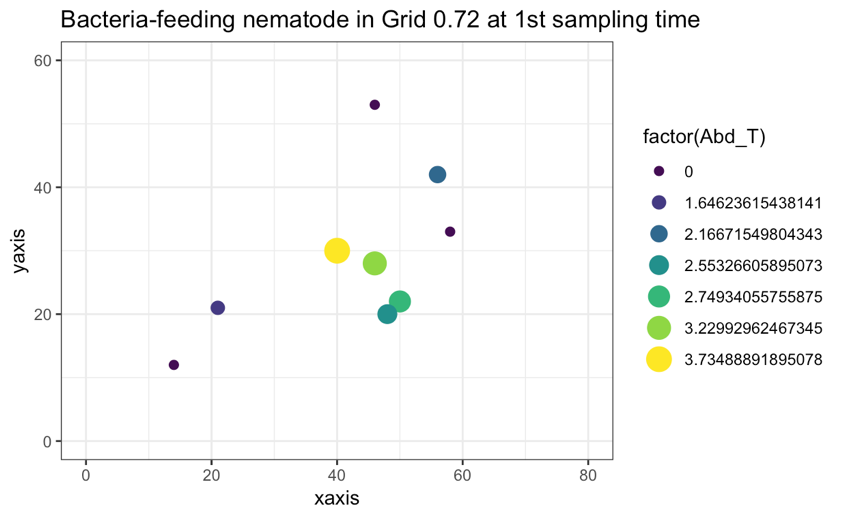 Bacteria-feeding nematode in Grid 0.72 at 1st sampling time
60
40
20
0
yaxis
0 20 40 60 80
xaxis
factor(Abd_T)
0
1.64623615438141
2.16671549804343
2.55326605895073
2.74934055755875
3.22992962467345
3.73488891895078